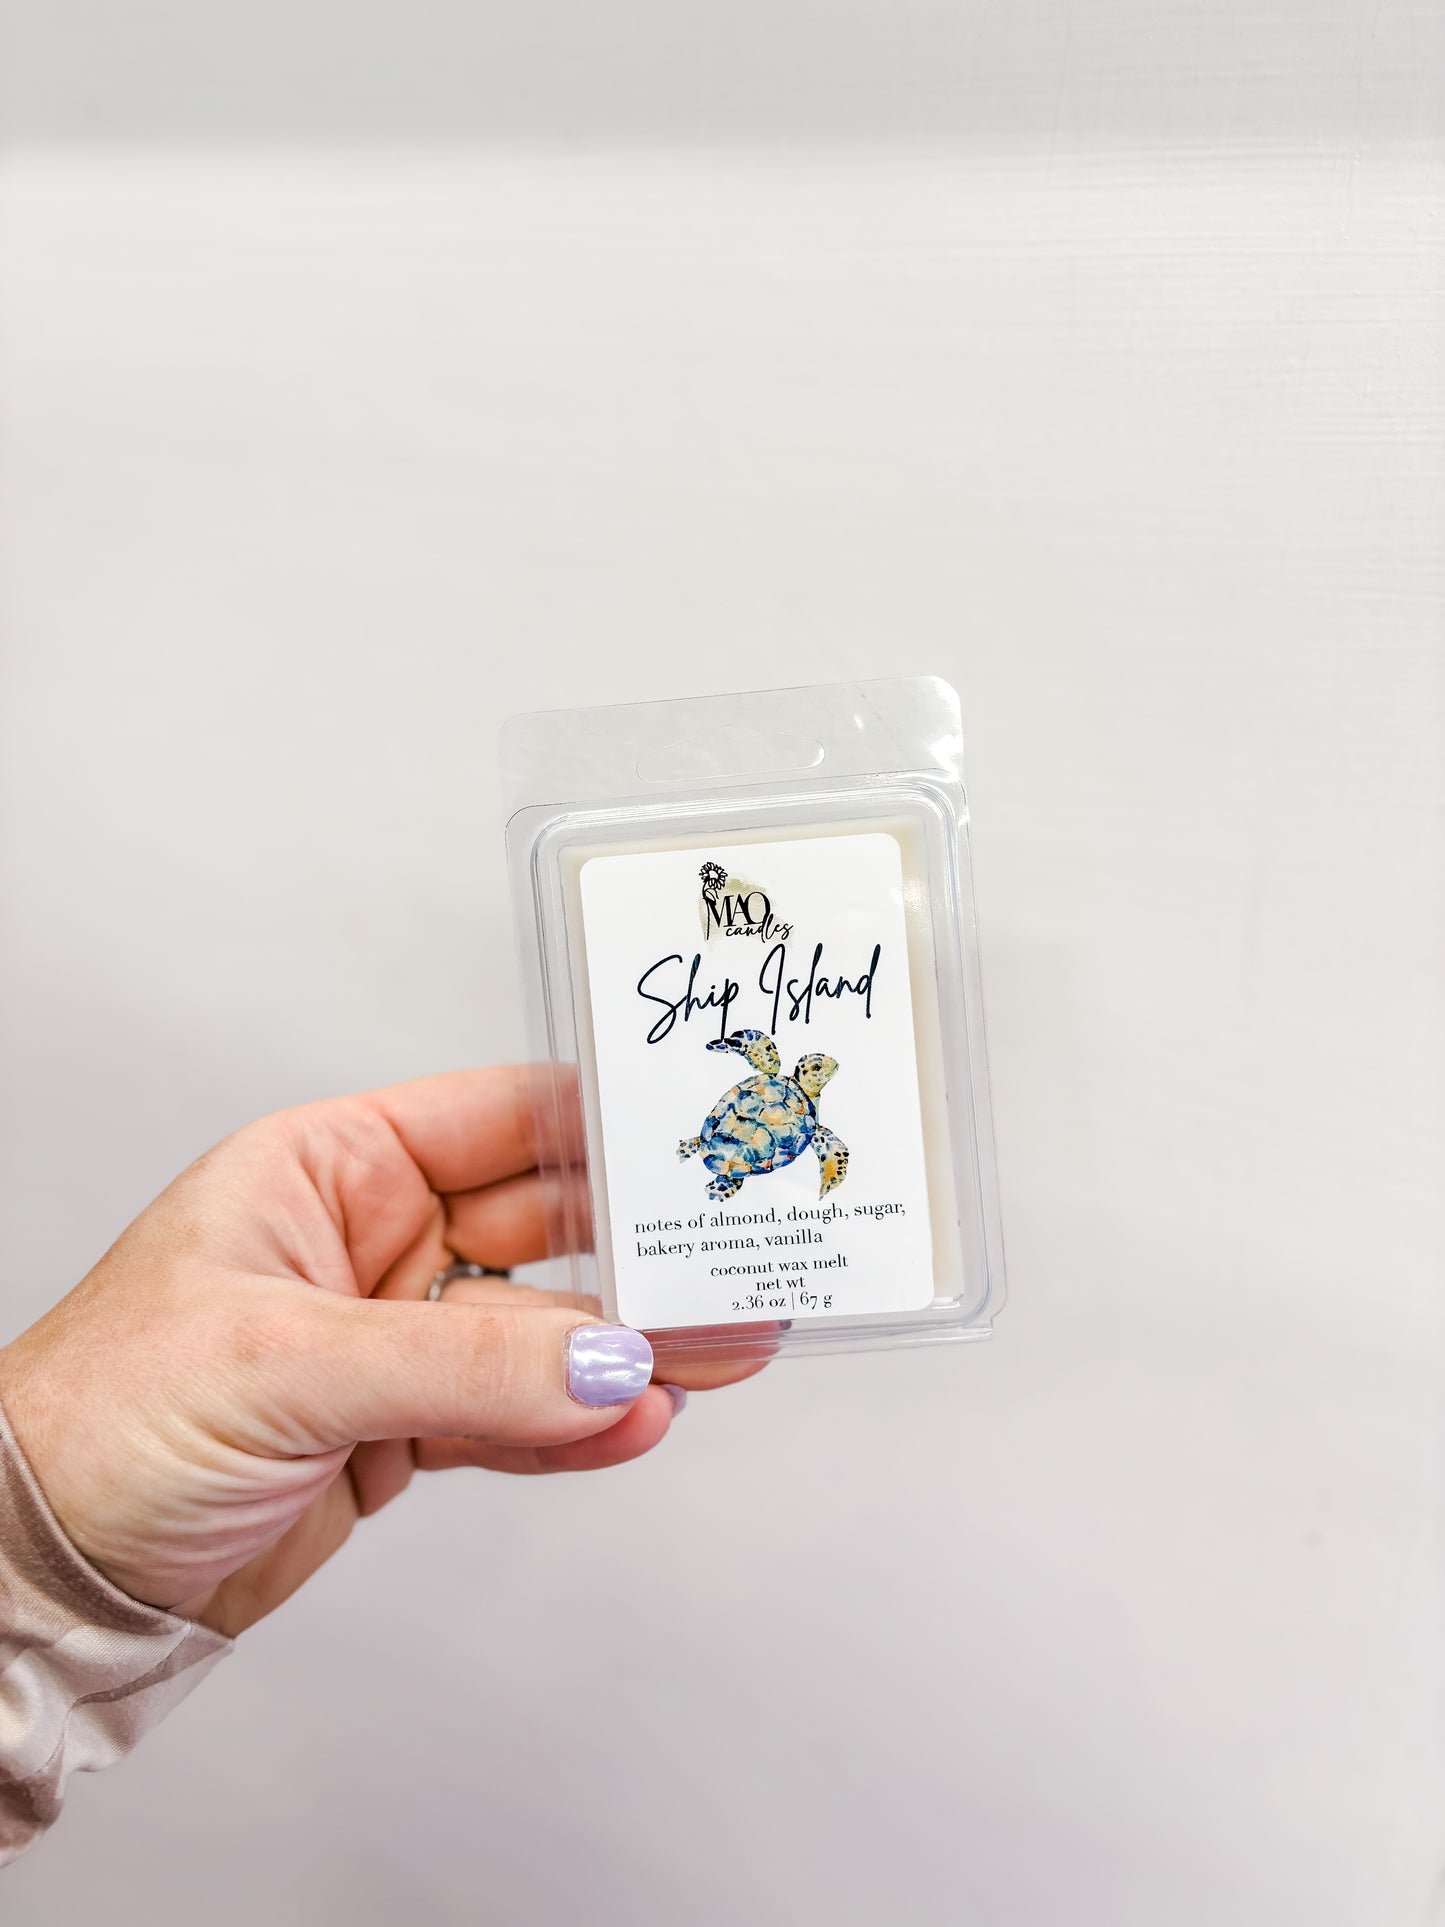 MAO
candles
Ship Island
notes of almond, dough, sugar,
bakery aroma, vanilla
coconut wax melt
net wt
2.36 oz | 67 g